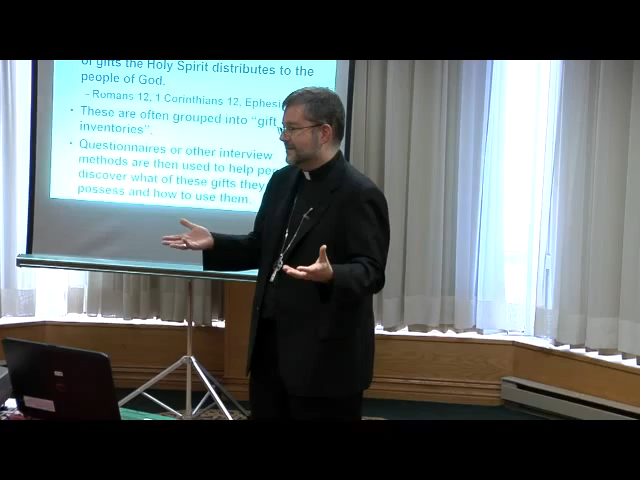 of gifts the Holy Spirit distributes to the
people of God.
– Romans 12, 1 Corinthians 12, Ephesi
• These are often grouped into “gift
inventories”.
• Questionnaires or other interview
methods are then used to help pe
discover what of these gifts they
possess and how to use them.